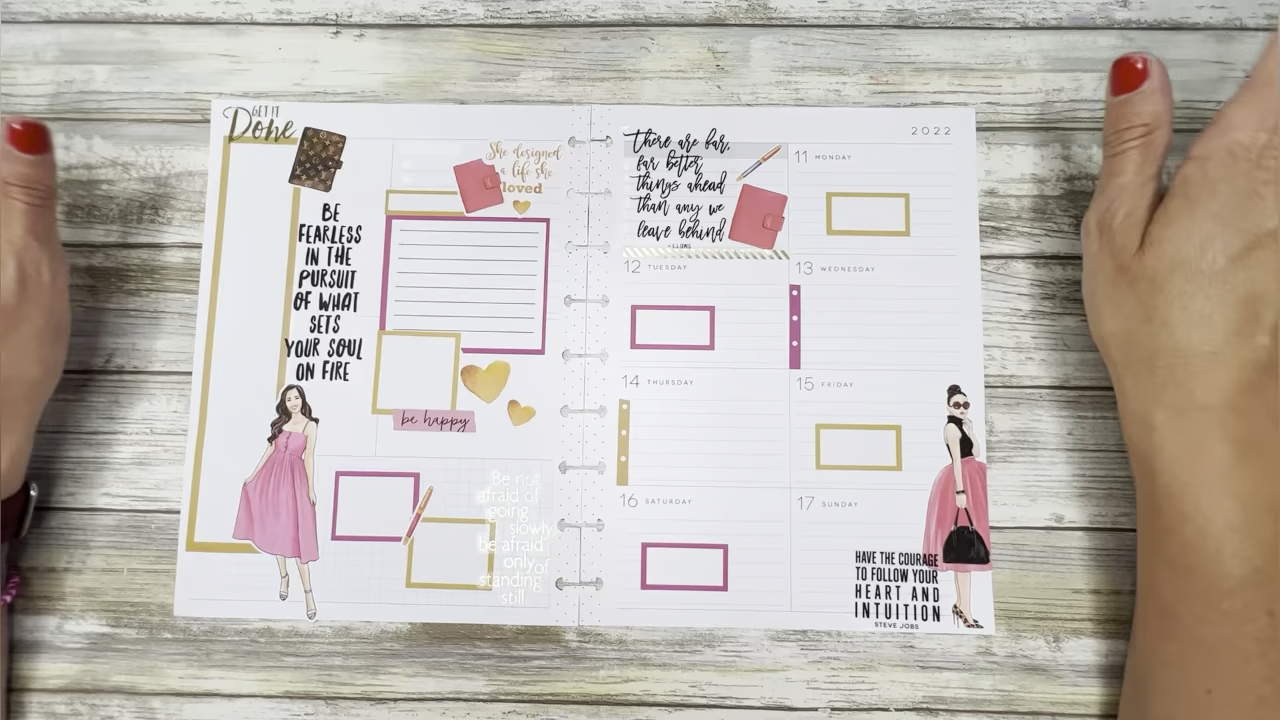 GET IT
Done
BE
FEARLESS
IN THE
PURSUIT
OF WHAT
SETS
YOUR SOUL
ON FIRE
She designed
a life she
loved
be happy
Be not
afraid of
going
slowly
be afraid
only of
standing
still
There are far,
far better
things ahead
than any we
leave behind
2022
11 MONDAY
12 TUESDAY
13 WEDNESDAY
14 THURSDAY
15 FRIDAY
16 SATURDAY
17 SUNDAY
HAVE THE COURAGE
TO FOLLOW YOUR
HEART AND
INTUITION
STEVE JOBS